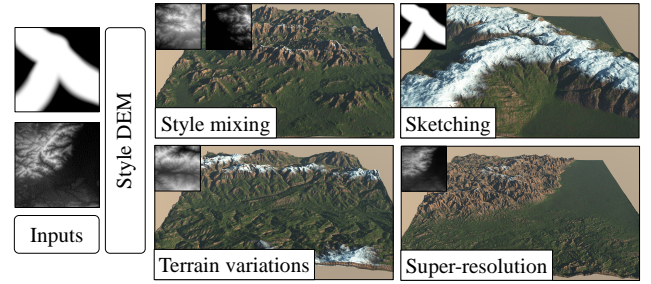 Inputs
Style DEM
Style mixing
Sketching
Terrain variations
Super-resolution